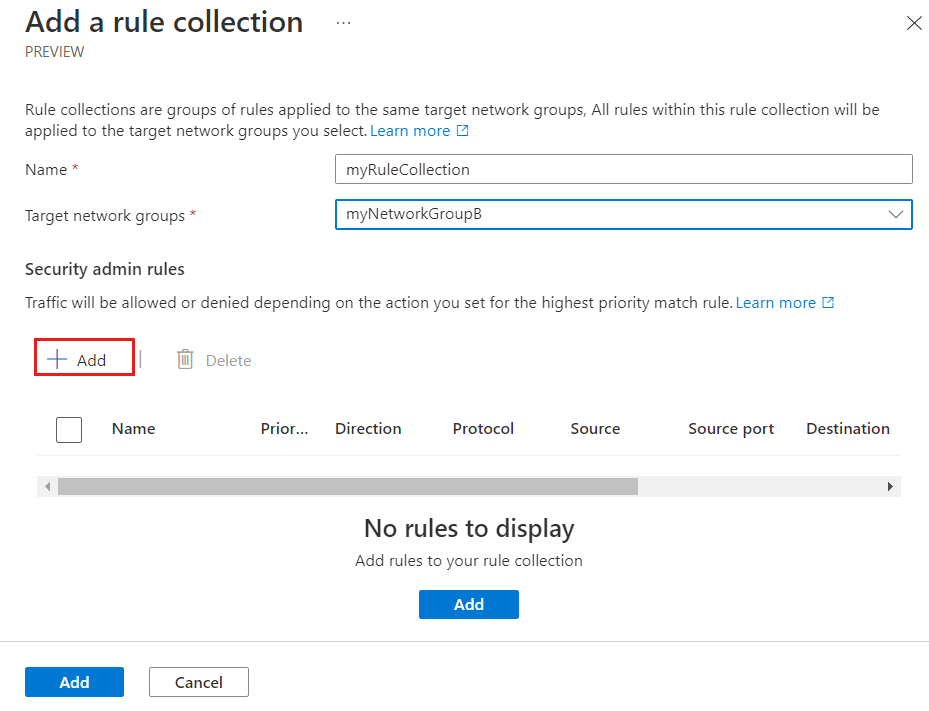 Add a rule collection ...
PREVIEW
Rule collections are groups of rules applied to the same target network groups, All rules within this rule collection will be
applied to the target network groups you select. Learn more
Name *
myRuleCollection
Target network groups *
myNetworkGroupB
Security admin rules
Traffic will be allowed or denied depending on the action you set for the highest priority match rule. Learn more
Add | Delete
Name Prior... Direction Protocol Source Source port Destination
No rules to display
Add rules to your rule collection
Add
Add Cancel